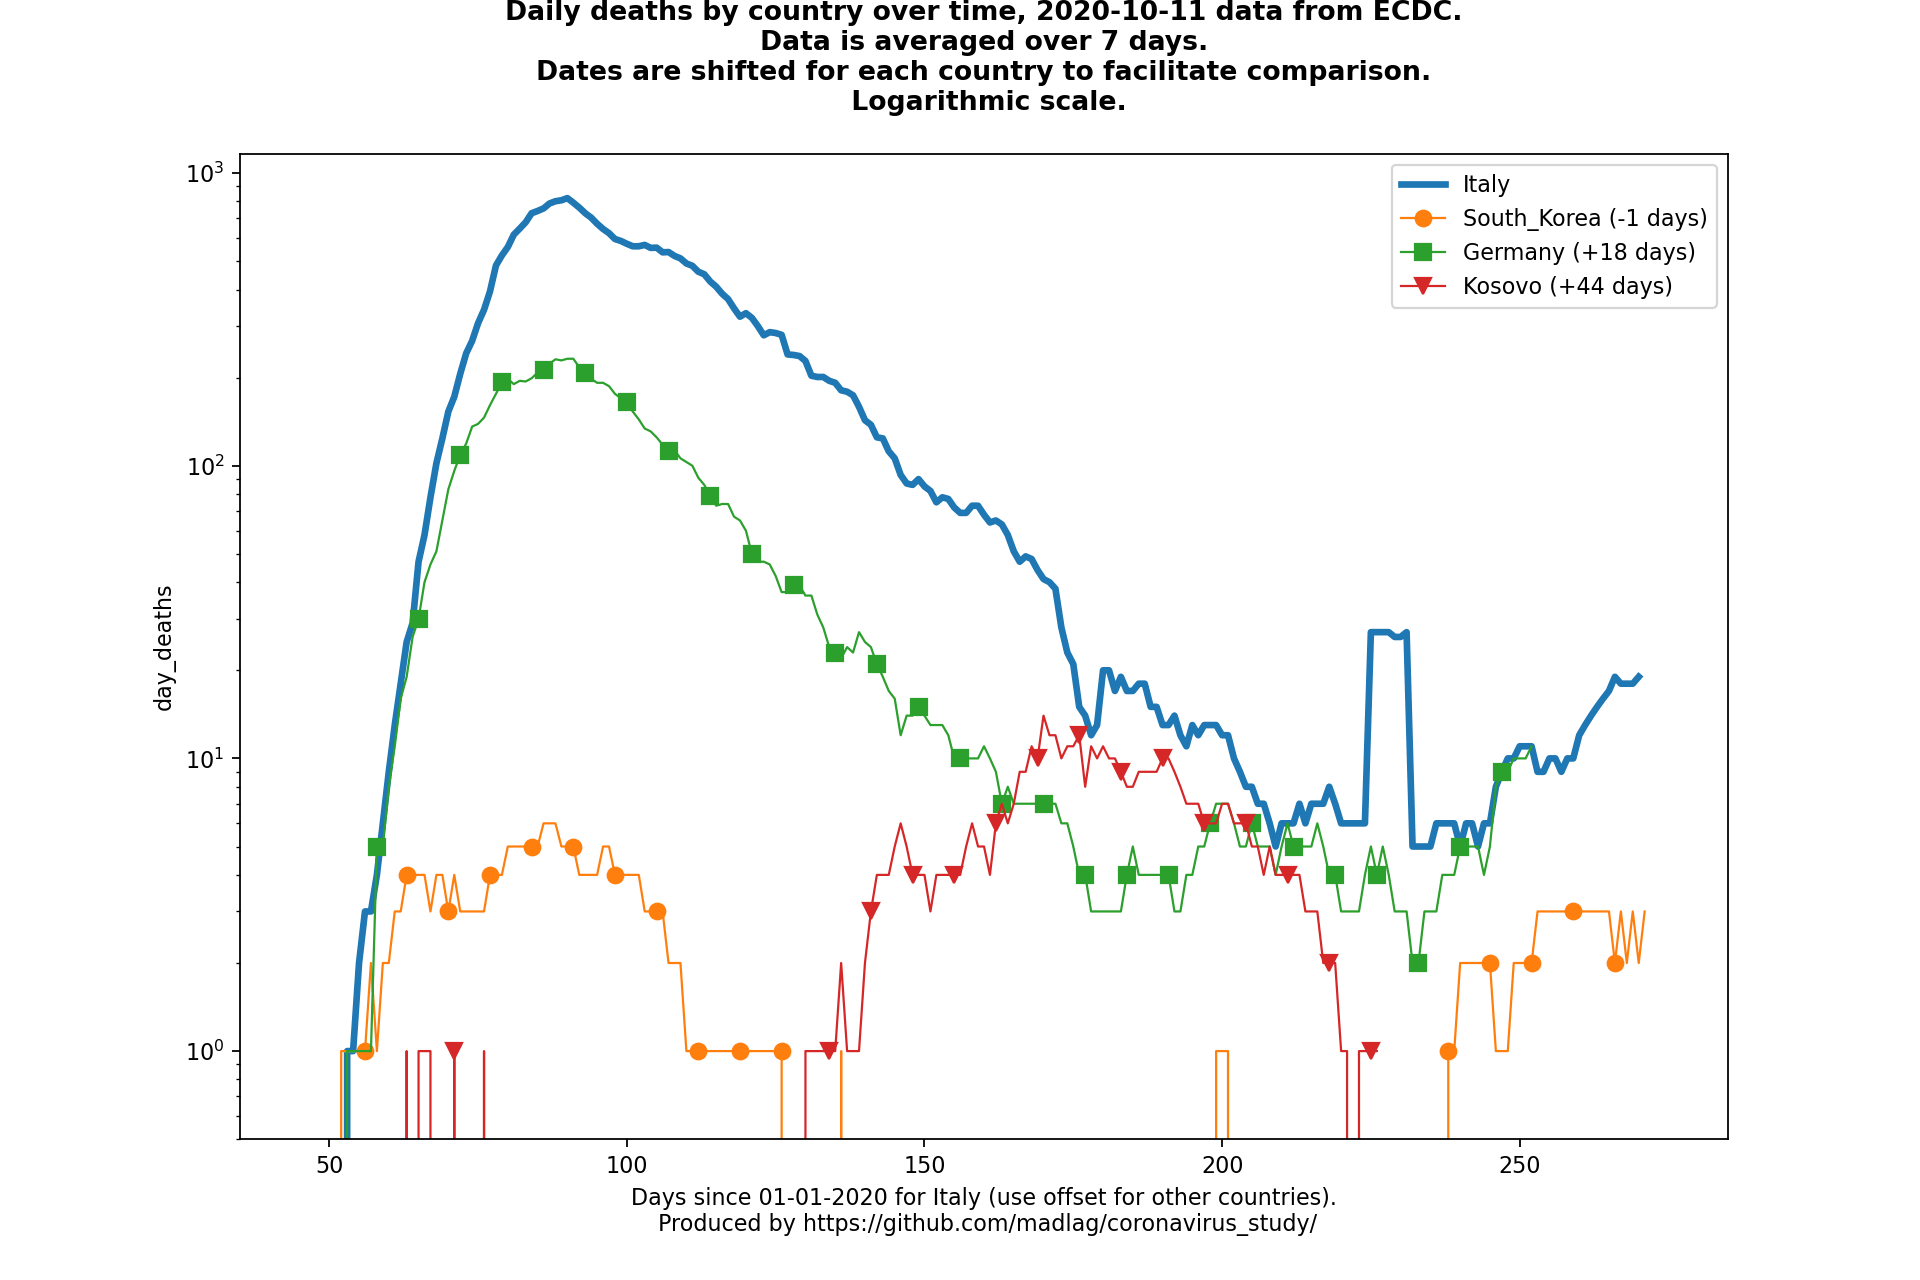 Daily deaths by country over time, 2020-10-11 data from ECDC.
Data is averaged over 7 days.
Dates are shifted for each country to facilitate comparison.
Logarithmic scale.
10³
10²
10¹
10⁰
day_deaths
Italy
South_Korea (-1 days)
Germany (+18 days)
Kosovo (+44 days)
50 100 150 200 250
Days since 01-01-2020 for Italy (use offset for other countries).
Produced by https://github.com/madlag/coronavirus_study/